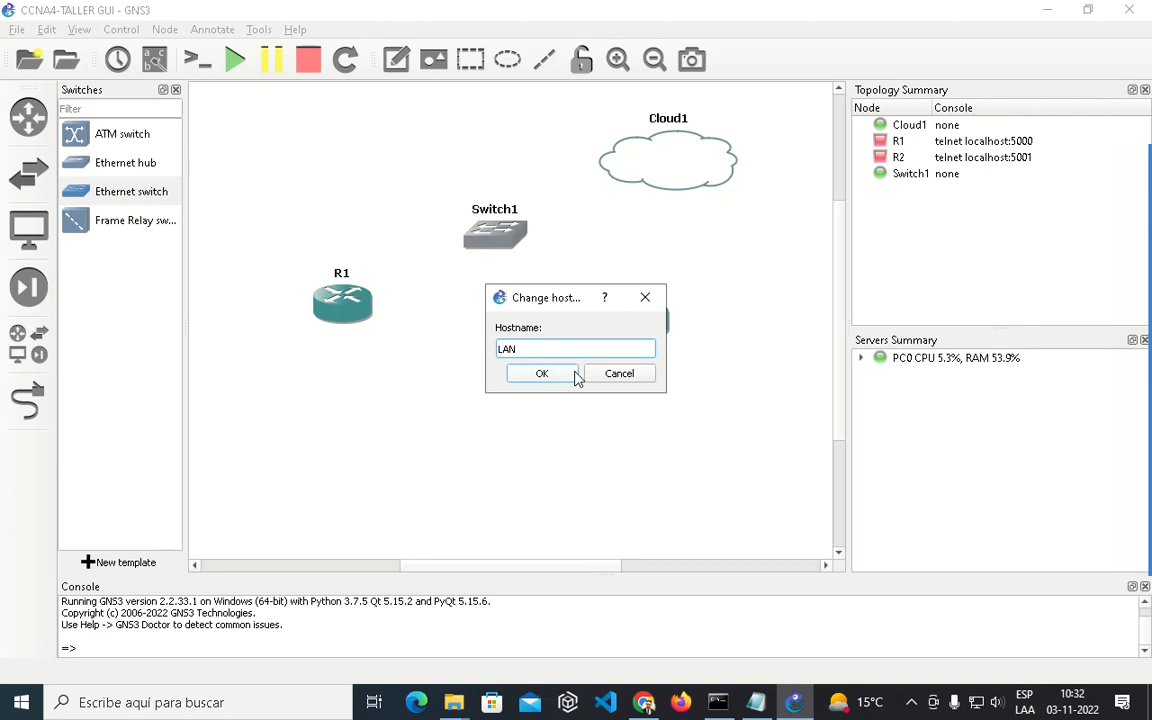 CCNA4-TALLER GUI - GNS3
File Edit View Control Node Annotate Tools Help
Switches
Filter
ATM switch
Ethernet hub
Ethernet switch
Frame Relay sw...
New template
Cloud1
Switch1
R1
Change host... ?
Hostname:
LAN
OK Cancel
Topology Summary
Node Console
Cloud1 none
R1 telnet localhost:5000
R2 telnet localhost:5001
Switch1 none
Servers Summary
PC0 CPU 5.3%, RAM 53.9%
Console
Running GNS3 version 2.2.33.1 on Windows (64-bit) with Python 3.7.5 Qt 5.15.2 and PyQt 5.15.6.
Copyright (c) 2006-2022 GNS3 Technologies.
Use Help -> GNS3 Doctor to detect common issues.
=>
Escribe aquí para buscar
15°C
ESP
LAA
10:32
03-11-2022